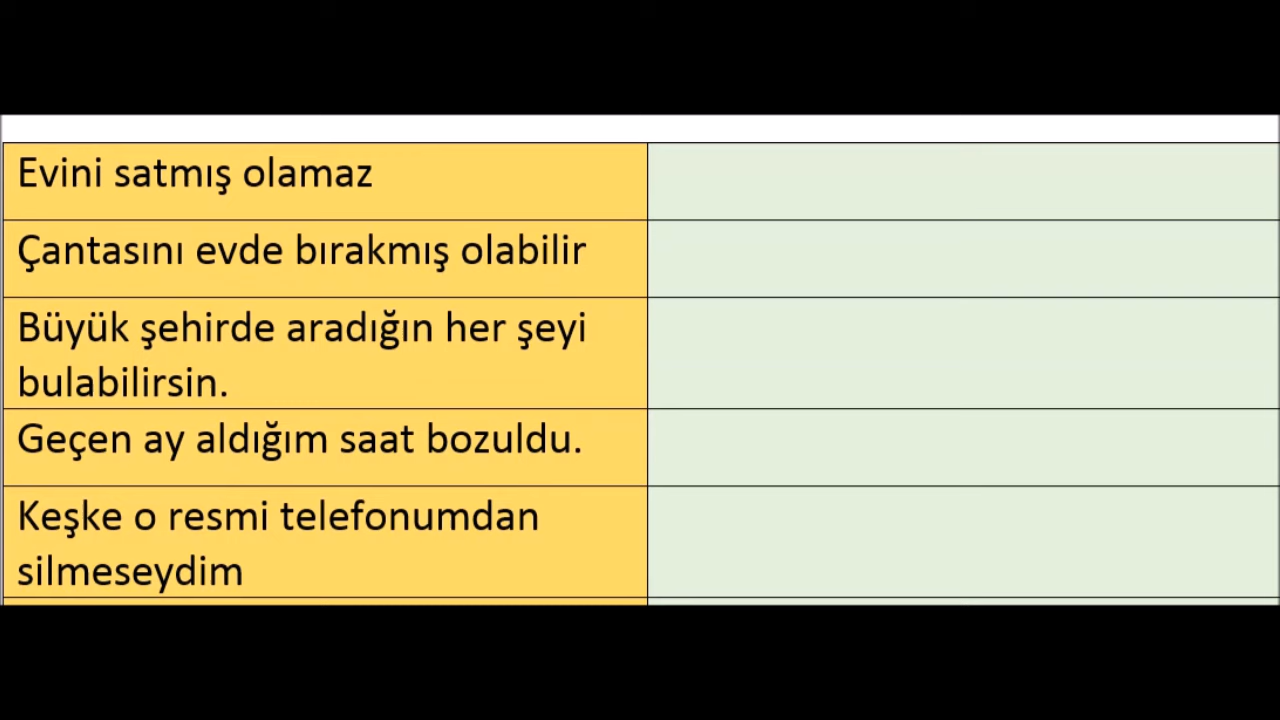 Evini satmış olamaz
Çantasını evde bırakmış olabilir
Büyük şehirde aradığın her şeyi
bulabilirsin.
Geçen ay aldığım saat bozuldu.
Keşke o resmi telefonumdan
silmeseydim